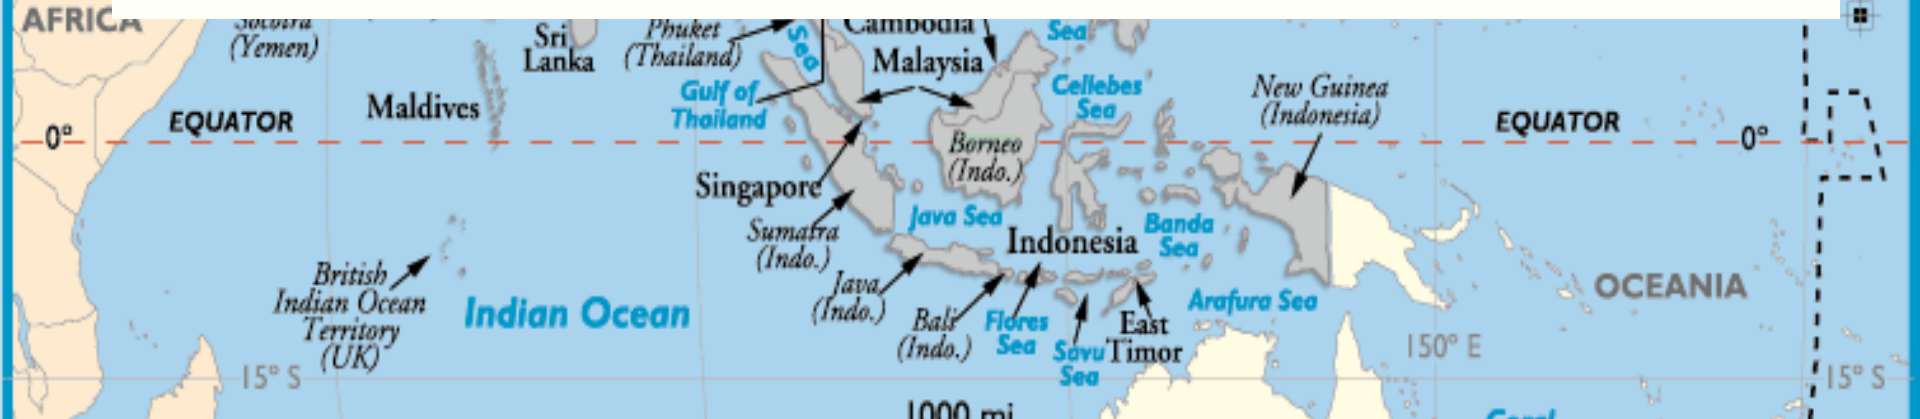 AFRICA
Socotra
(Yemen)
Sri
Lanka
Phuket
(Thailand)
Sea
Cambodia
Malaysia
Sea
Gulf of
Thailand
Cellebes
Sea
New Guinea
(Indonesia)
Maldives
EQUATOR
EQUATOR
0°
0°
Borneo
(Indo.)
Singapore
Sumatra
(Indo.)
Java Sea
Indonesia
Banda
Sea
Java
(Indo.)
Bali
(Indo.)
Flores
Sea
Savu
Sea
East
Timor
Arafura Sea
OCEANIA
British
Indian Ocean
Territory
(UK)
Indian Ocean
150° E
15° S
15° S
1000 mi
Coral